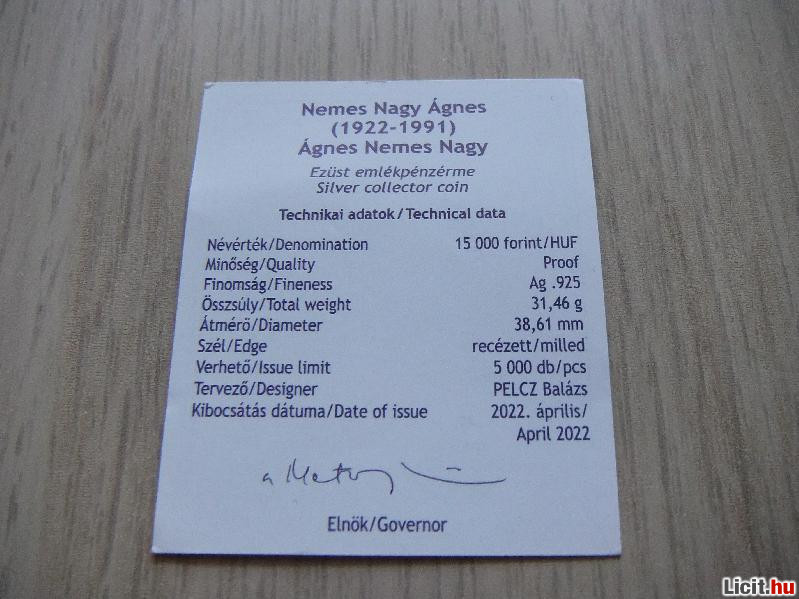 Nemes Nagy Ágnes
(1922-1991)
Ágnes Nemes Nagy
Ezüst emlékpénzérme
Silver collector coin
Technikai adatok/Technical data
Névérték/Denomination 15 000 forint/HUF
Minőség/Quality Proof
Finomság/Fineness Ag .925
Összsúly/Total weight 31,46 g
Átmérő/Diameter 38,61 mm
Szél/Edge recézett/milled
Verhető/Issue limit 5 000 db/pcs
Tervező/Designer PELCZ Balázs
Kibocsátás dátuma/Date of issue 2022. április/
April 2022
Elnök/Governor
Licit.hu